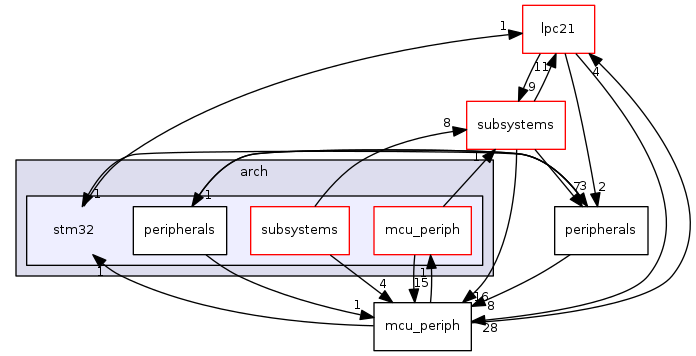 lpc21
1
11
4
9
subsystems
8
1
arch
7
3
2
1
1
stm32
peripherals
subsystems
mcu_periph
peripherals
1
1
15
4
16
1
8
mcu_periph
28